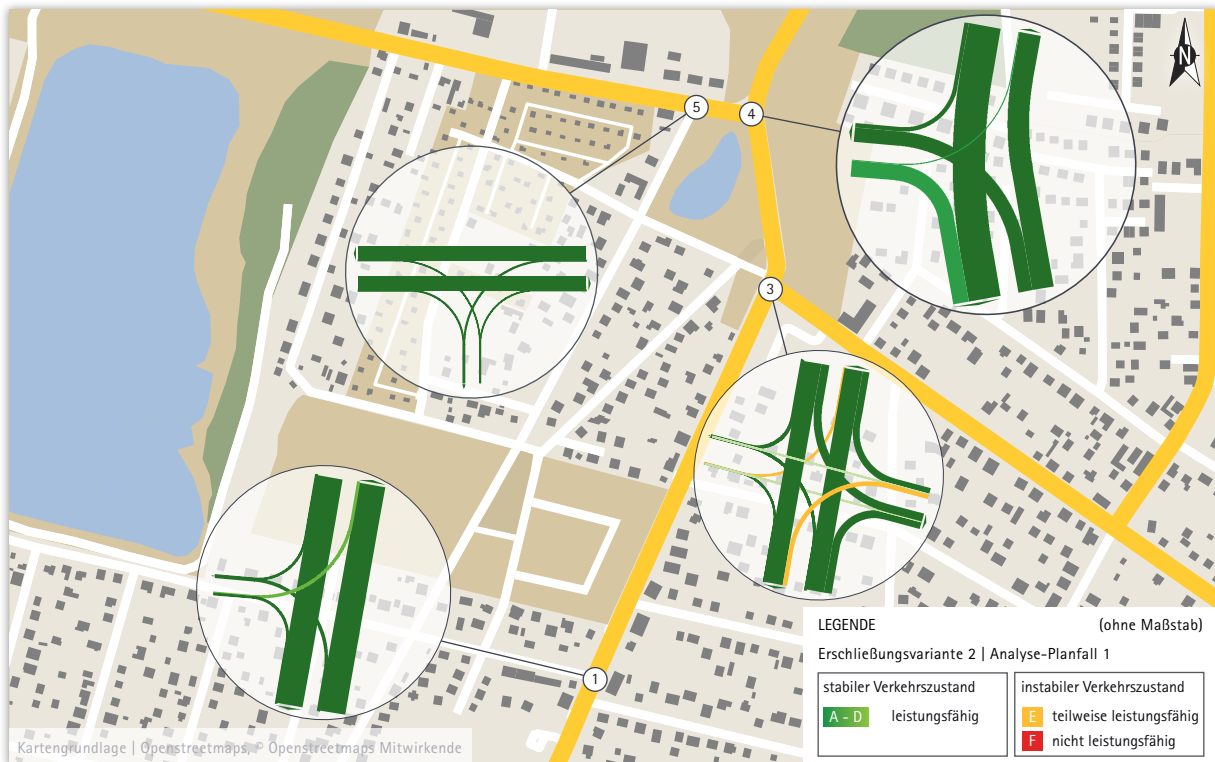 N
5
4
3
1
LEGENDE (ohne Maßstab)
Erschließungsvariante 2 | Analyse-Planfall 1
stabiler Verkehrszustand
A - D leistungsfähig
instabiler Verkehrszustand
E teilweise leistungsfähig
F nicht leistungsfähig
Kartengrundlage | Openstreetmaps, © Openstreetmaps Mitwirkende